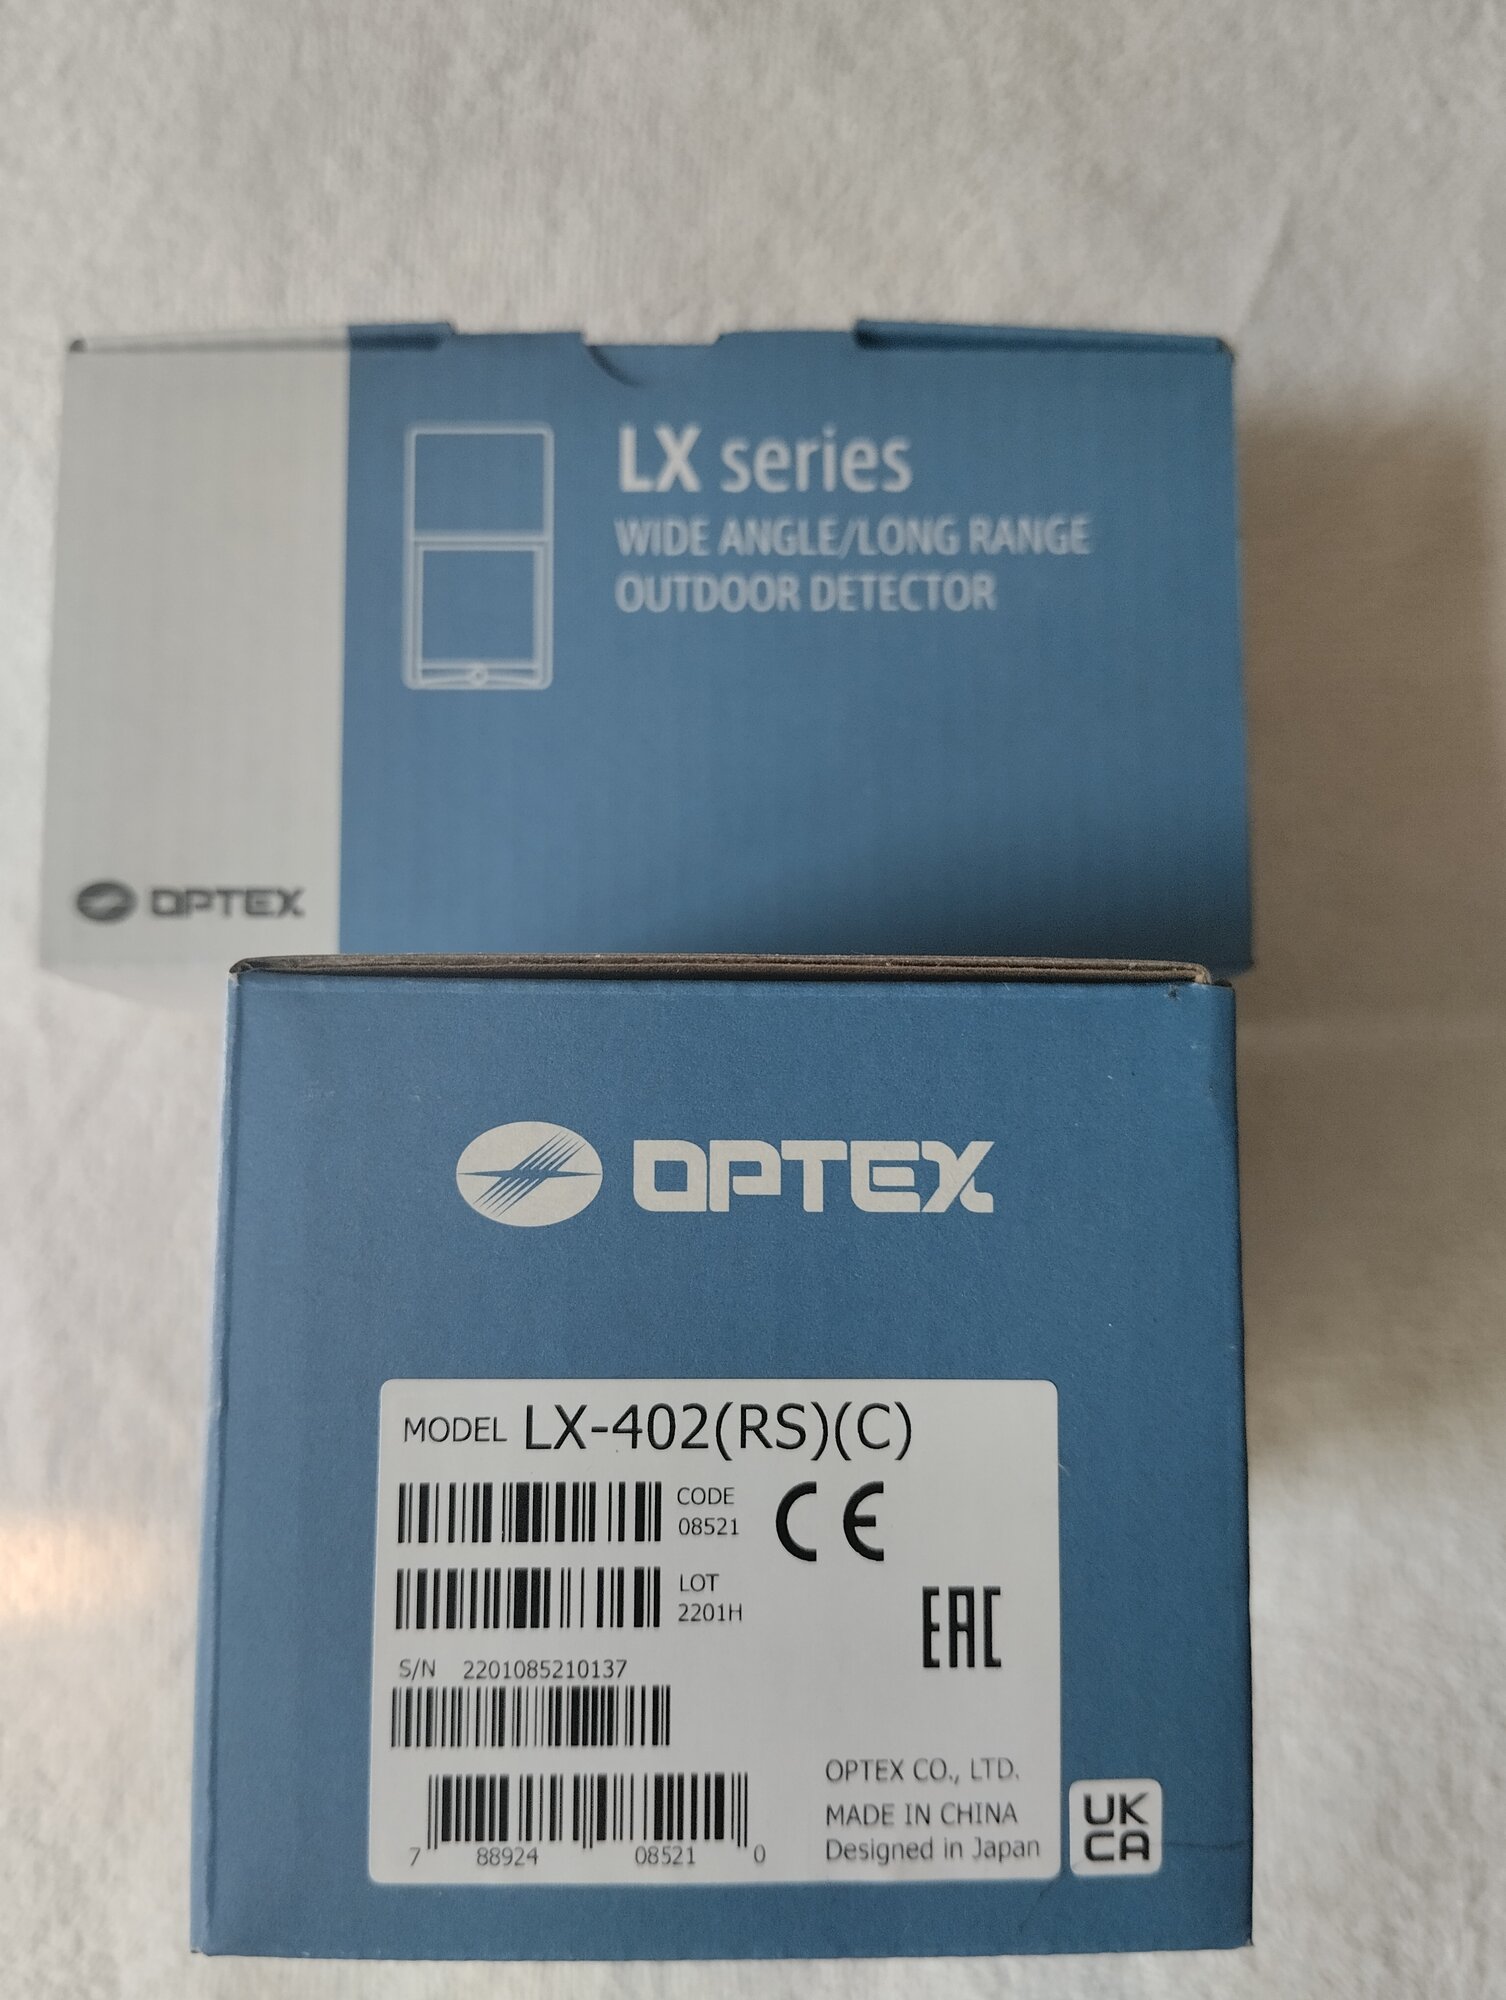 LX series
WIDE ANGLE/LONG RANGE
OUTDOOR DETECTOR
OPTEX
OPTEX
MODEL LX-402(RS)(C)
CODE
08521
CE
LOT
2201H
EAC
S/N 2201085210137
7 88924 08521 0
OPTEX CO., LTD.
MADE IN CHINA
Designed in Japan
UK
CA